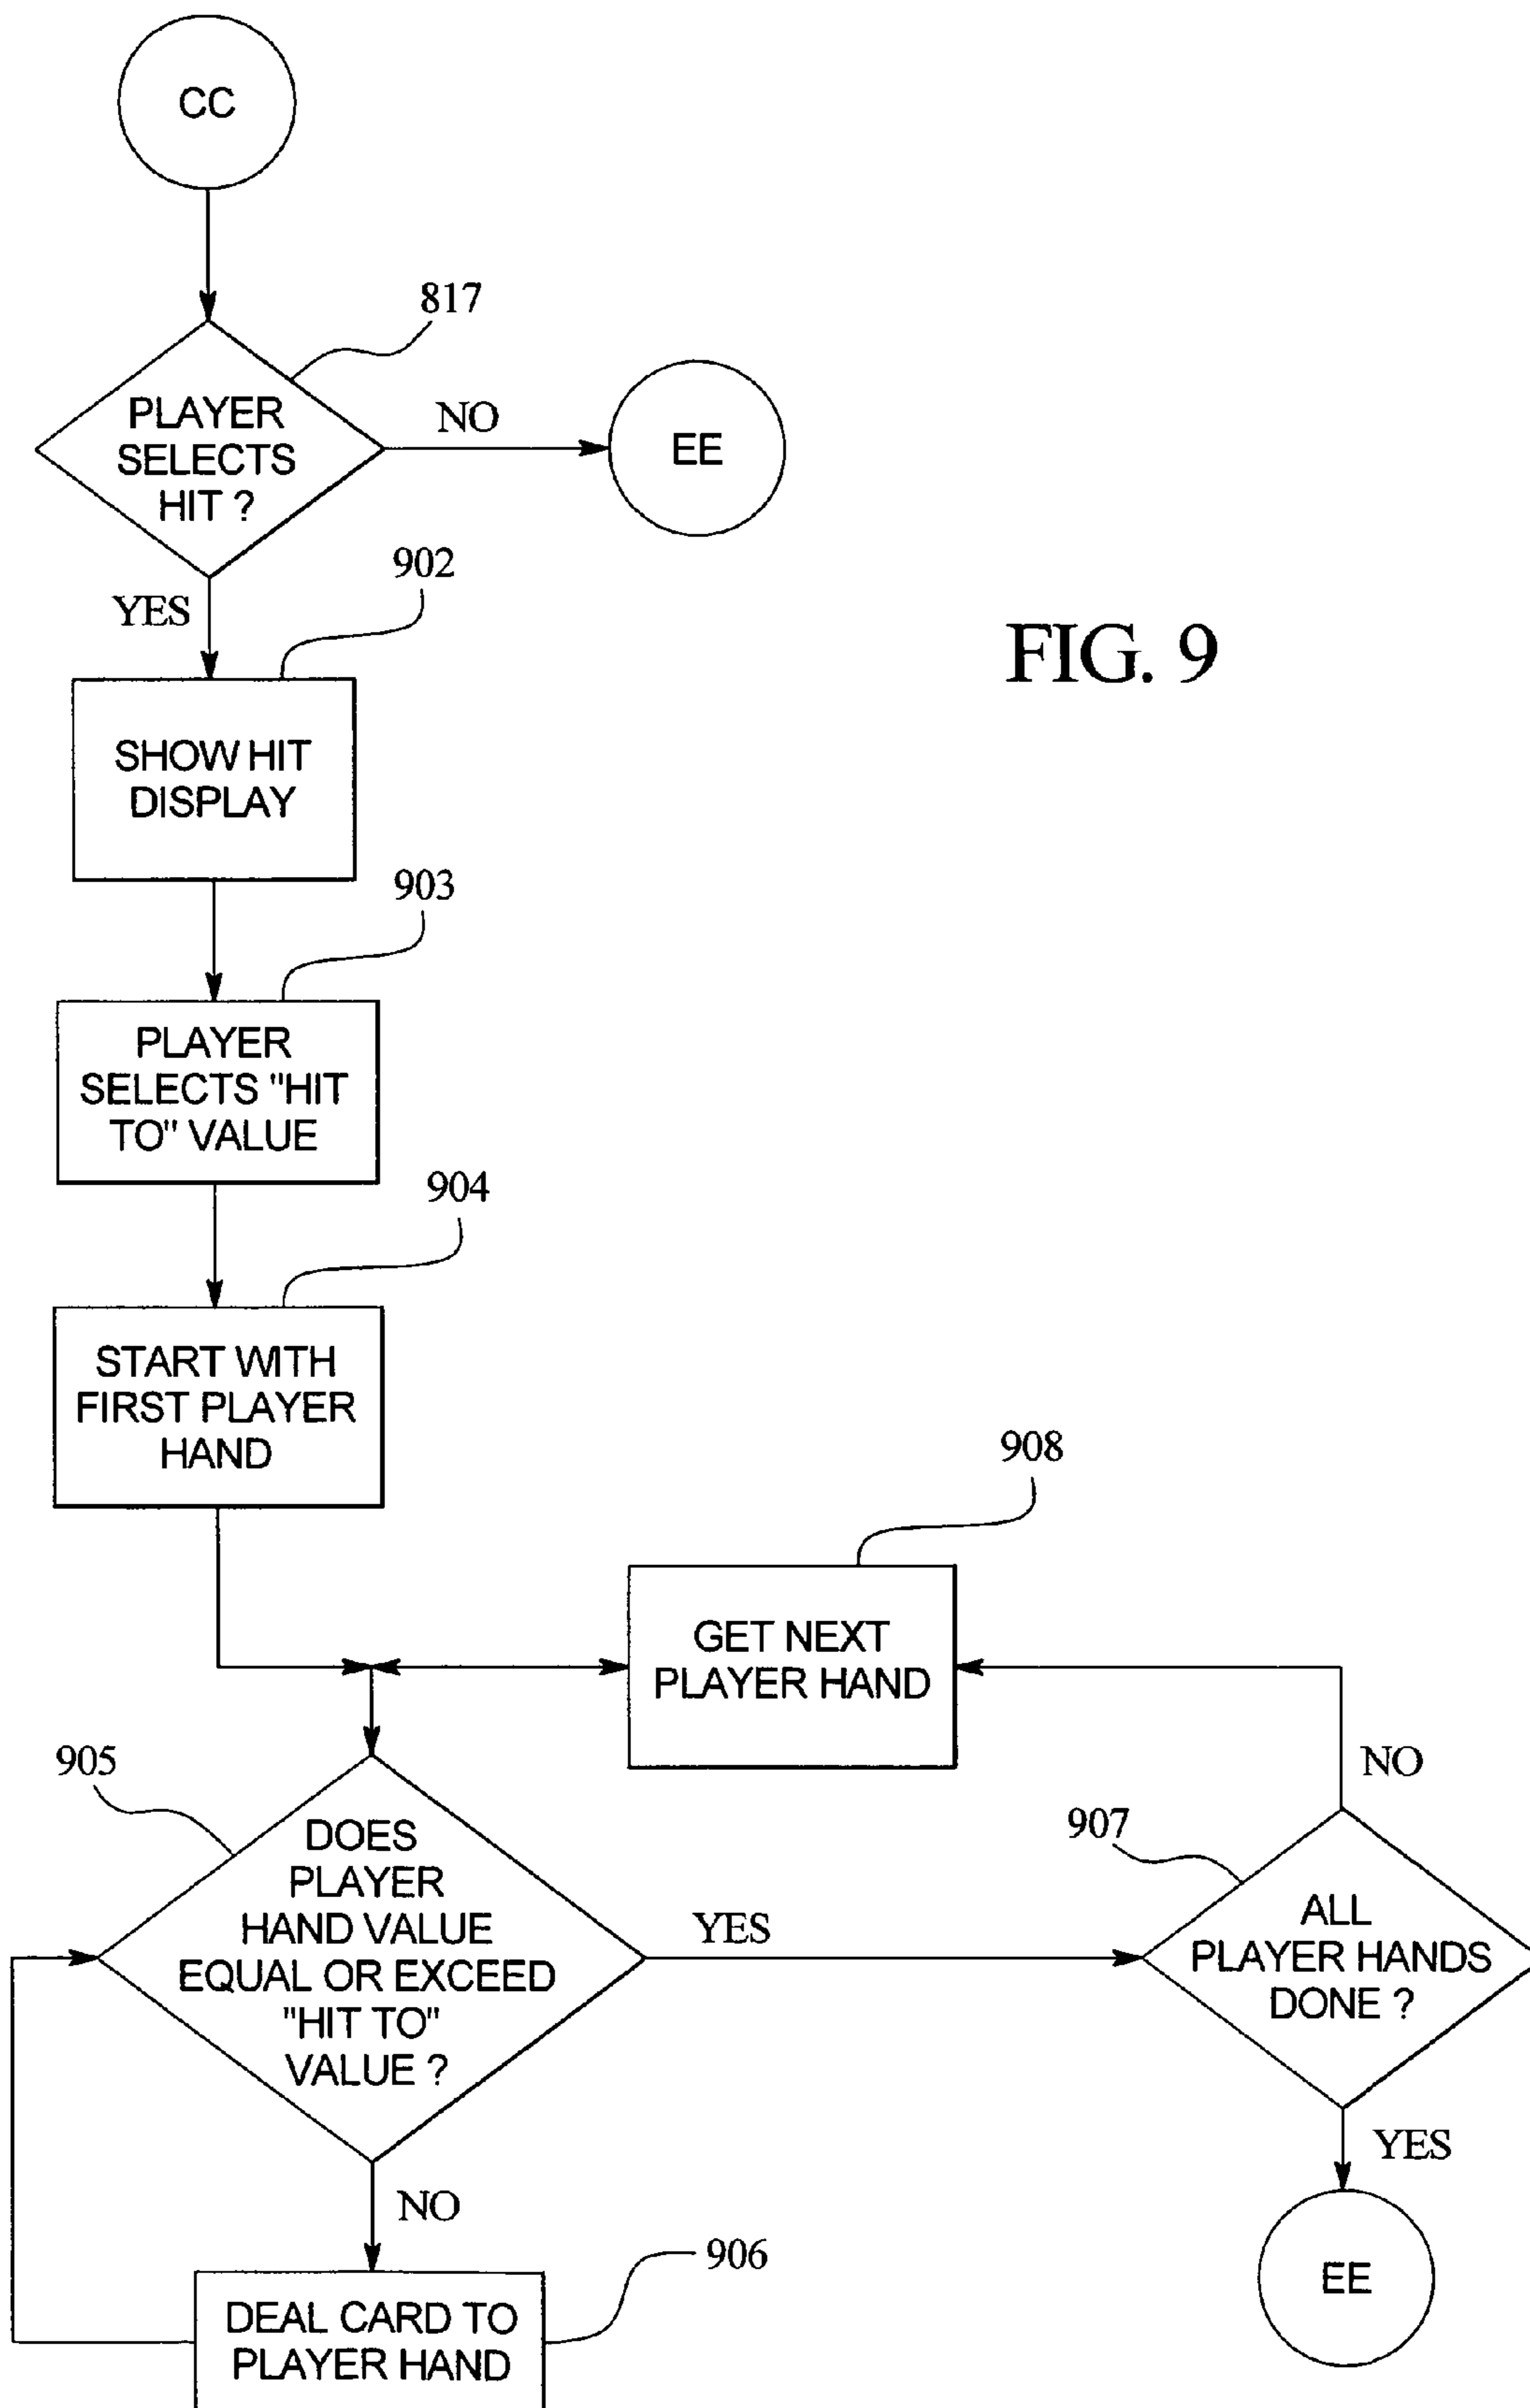 CC
817
PLAYER
SELECTS
HIT ?
NO
EE
YES
902
SHOW HIT
DISPLAY
FIG. 9
903
PLAYER
SELECTS "HIT
TO" VALUE
904
START WITH
FIRST PLAYER
HAND
908
GET NEXT
PLAYER HAND
905
DOES
PLAYER
HAND VALUE
EQUAL OR EXCEED
"HIT TO"
VALUE ?
YES
NO
907
ALL
PLAYER HANDS
DONE ?
YES
EE
NO
906
DEAL CARD TO
PLAYER HAND